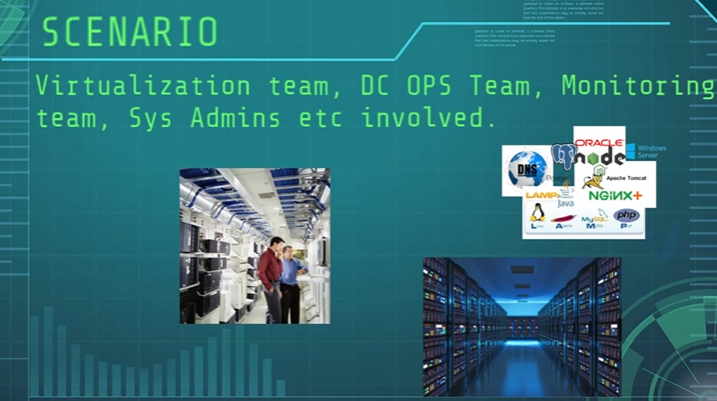 SCENARIO
Virtualization team, DC OPS Team, Monitoring
team, Sys Admins etc involved.
ORACLE
node
Windows
Server
DNS
Apache Tomcat
LAMP
NGINX+
Java
MySQL
php